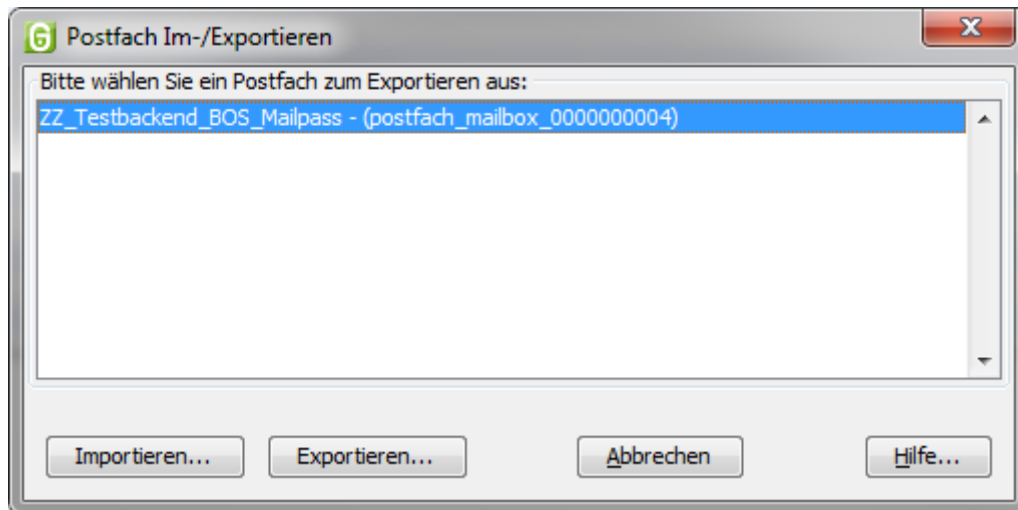 Postfach Im-/Exportieren
Bitte wählen Sie ein Postfach zum Exportieren aus:
ZZ_Testbackend_BOS_Mailpass - (postfach_mailbox_0000000004)
Importieren... Exportieren... Abbrechen Hilfe...